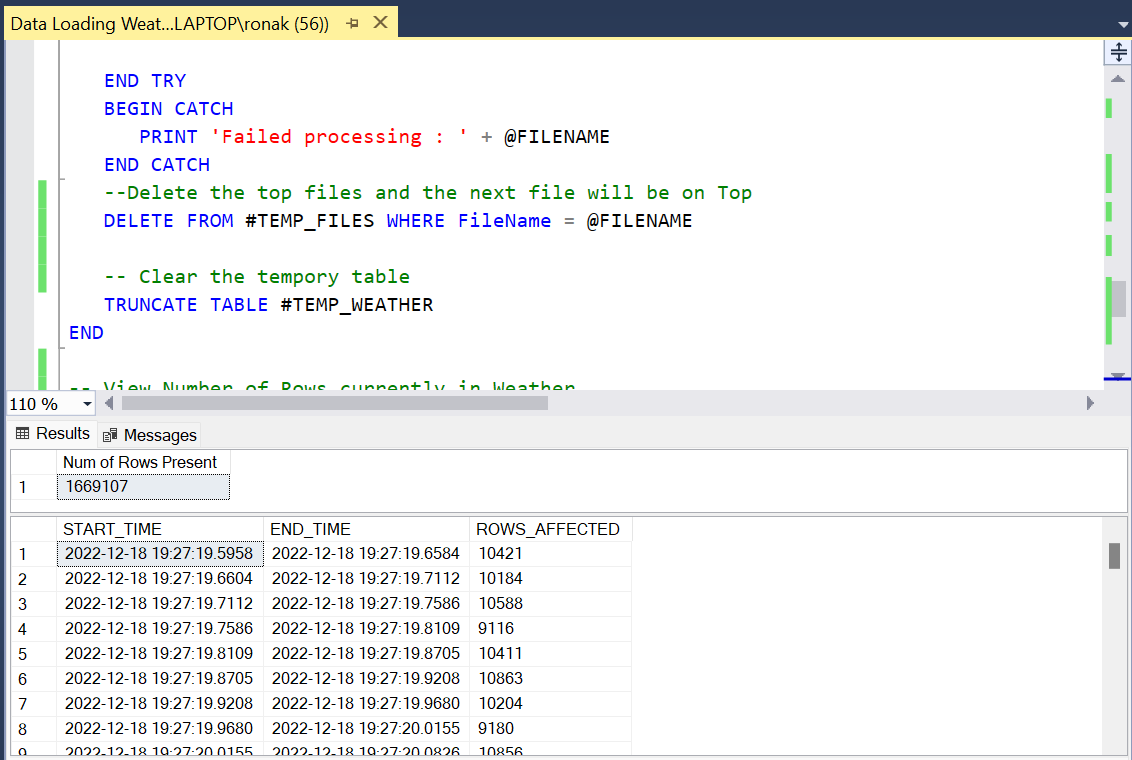 Data Loading Weat...LAPTOP\ronak (56))
END TRY
BEGIN CATCH
PRINT 'Failed processing : ' + @FILENAME
END CATCH
--Delete the top files and the next file will be on Top
DELETE FROM #TEMP_FILES WHERE FileName = @FILENAME
-- Clear the tempory table
TRUNCATE TABLE #TEMP_WEATHER
END
-- View Number of Rows currently in Weather
110 %
Results Messages
Num of Rows Present
1 1669107
START_TIME END_TIME ROWS_AFFECTED
1 2022-12-18 19:27:19.5958 2022-12-18 19:27:19.6584 10421
2 2022-12-18 19:27:19.6604 2022-12-18 19:27:19.7112 10184
3 2022-12-18 19:27:19.7112 2022-12-18 19:27:19.7586 10588
4 2022-12-18 19:27:19.7586 2022-12-18 19:27:19.8109 9116
5 2022-12-18 19:27:19.8109 2022-12-18 19:27:19.8705 10411
6 2022-12-18 19:27:19.8705 2022-12-18 19:27:19.9208 10863
7 2022-12-18 19:27:19.9208 2022-12-18 19:27:19.9680 10204
8 2022-12-18 19:27:19.9680 2022-12-18 19:27:20.0155 9180
9 2022-12-18 19:27:20.0155 2022-12-18 19:27:20.0826 10856